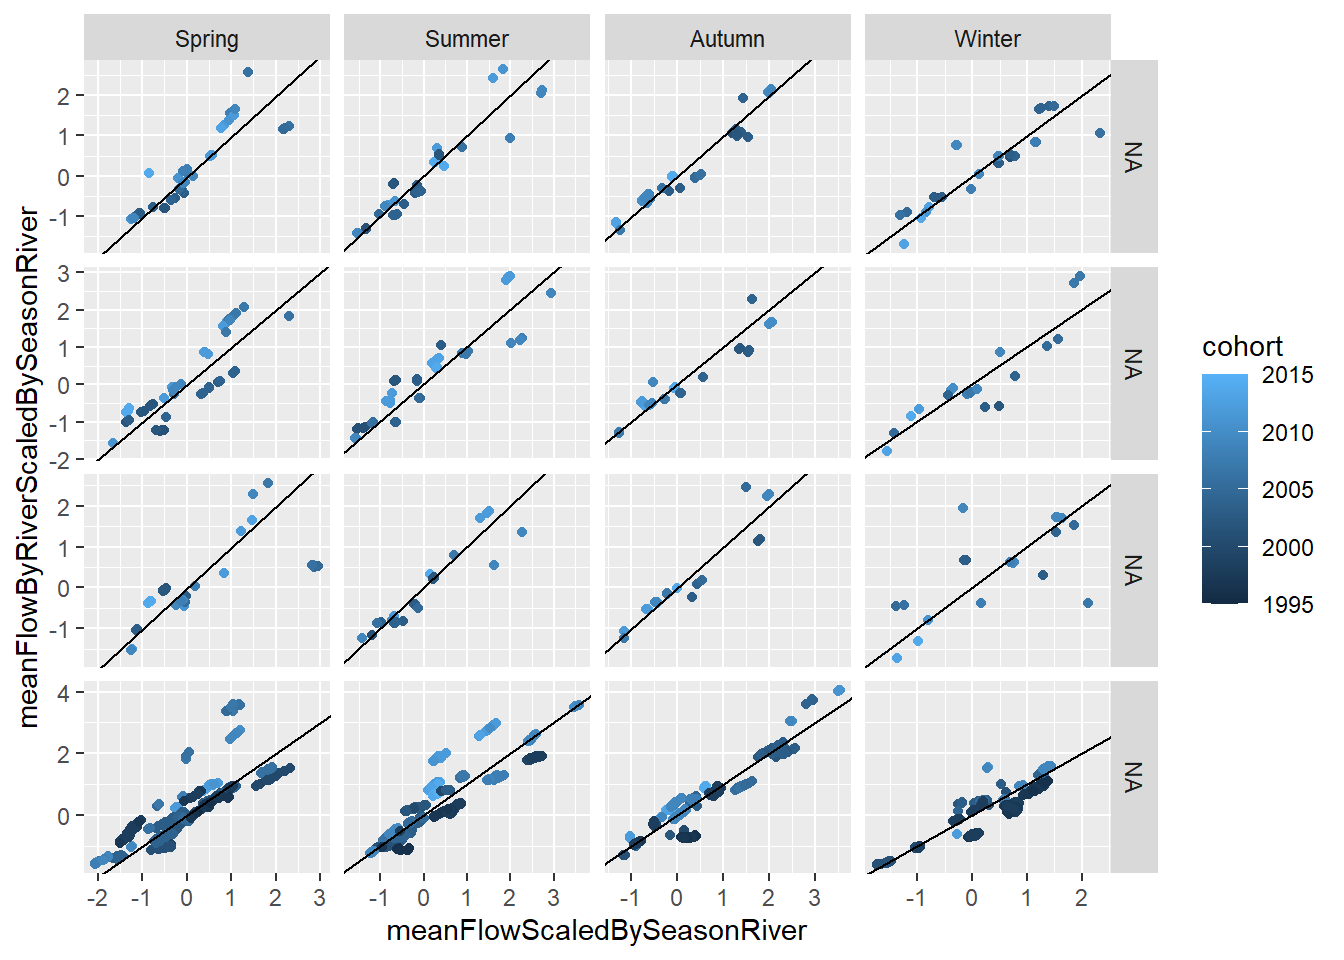 Spring Summer Autumn Winter
2
1
0
-1
NA
3
2
1
0
-1
-2
NA
2
1
0
-1
NA
4
2
0
NA
-2 -1 0 1 2 3 -1 0 1 2 3 -1 0 1 2 3 -1 0 1 2
meanFlowScaledBySeasonRiver
meanFlowByRiverScaledBySeasonRiver
cohort
2015
2010
2005
2000
1995